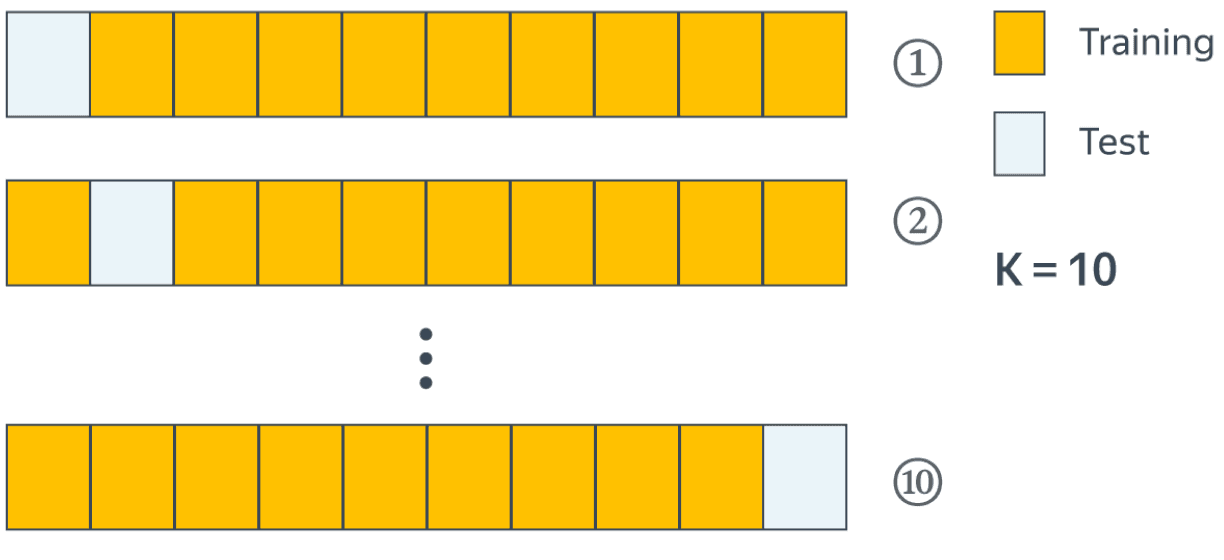 ①
Training
Test
②
K = 10
⑩